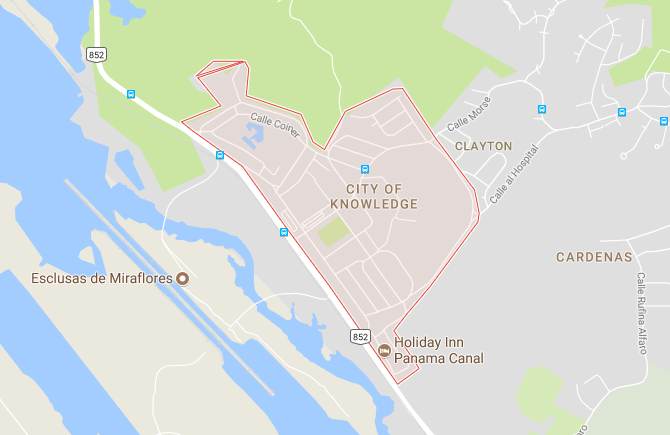 852
Calle Coiner
Calle Morse
CLAYTON
Calle al Hospital
CITY OF
KNOWLEDGE
CARDENAS
Esclusas de Miraflores
Calle Rufina Alfaro
852
Holiday Inn
Panama Canal